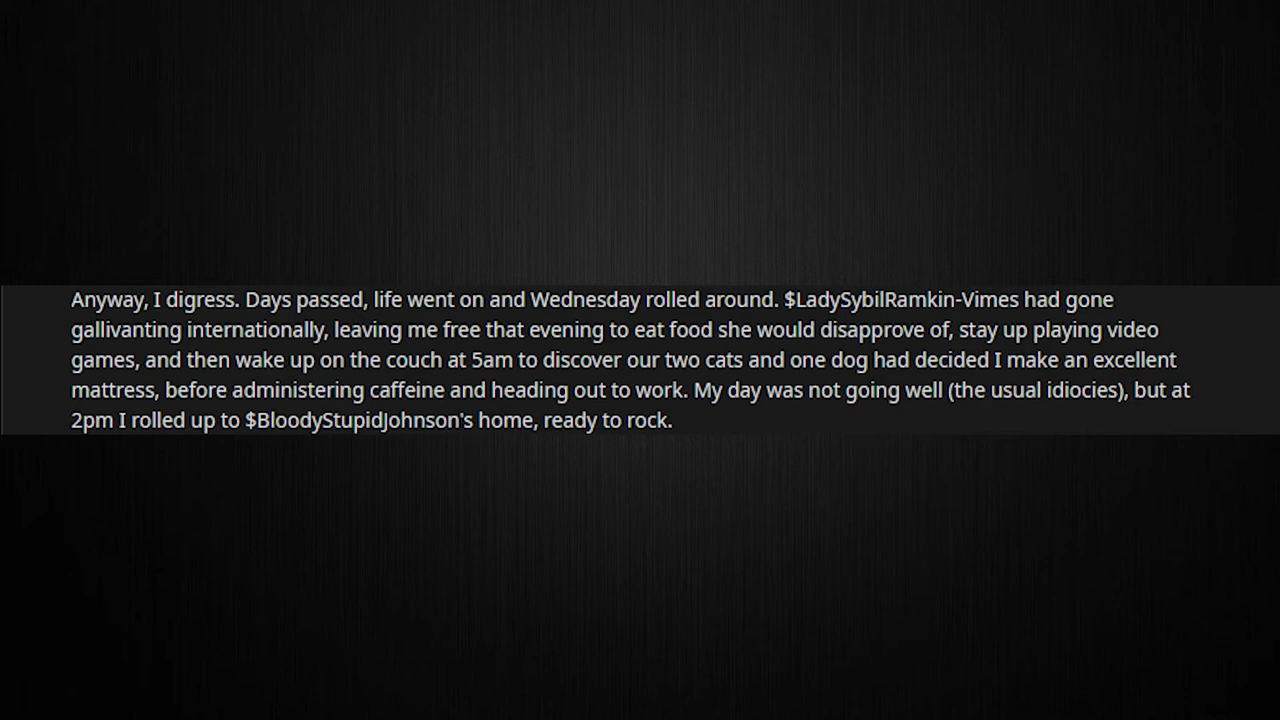 Anyway, I digress. Days passed, life went on and Wednesday rolled around. $LadySybilRamkin-Vimes had gone
gallivanting internationally, leaving me free that evening to eat food she would disapprove of, stay up playing video
games, and then wake up on the couch at 5am to discover our two cats and one dog had decided I make an excellent
mattress, before administering caffeine and heading out to work. My day was not going well (the usual idiocies), but at
2pm I rolled up to $BloodyStupidJohnson's home, ready to rock.